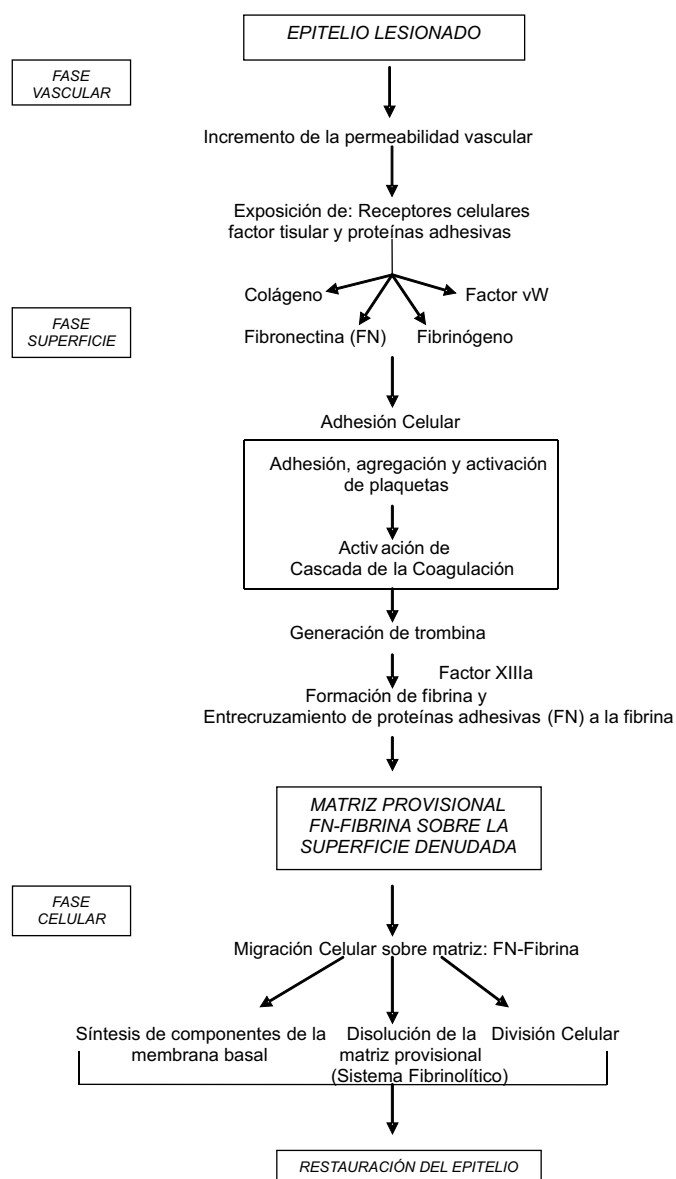 EPITELIO LESIONADO
FASE
VASCULAR
Incremento de la permeabilidad vascular
Exposición de: Receptores celulares
factor tisular y proteínas adhesivas
Colágeno
Factor vW
FASE
SUPERFICIE
Fibronectina (FN)
Fibrinógeno
Adhesión Celular
Adhesión, agregación y activación
de plaquetas
Activación de
Cascada de la Coagulación
Generación de trombina
Factor XIIIa
Formación de fibrina y
Entrecruzamiento de proteínas adhesivas (FN) a la fibrina
MATRIZ PROVISIONAL
FN-FIBRINA SOBRE LA
SUPERFICIE DENUDADA
FASE
CELULAR
Migración Celular sobre matriz: FN-Fibrina
Síntesis de componentes de la
membrana basal
Disolución de la
matriz provisional
(Sistema Fibrinolítico)
División Celular
RESTAURACIÓN DEL EPITELIO